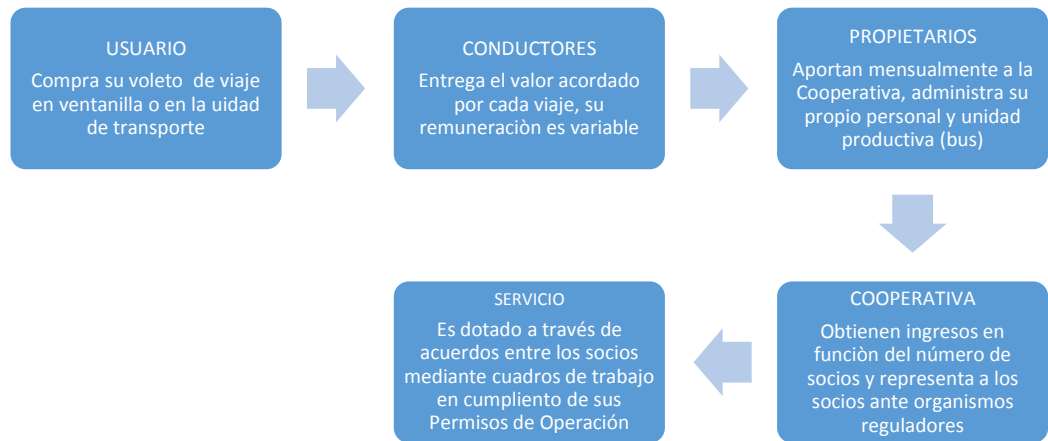 USUARIO
Compra su voleto de viaje
en ventanilla o en la uidad
de transporte
CONDUCTORES
Entrega el valor acordado
por cada viaje, su
remuneraciòn es variable
PROPIETARIOS
Aportan mensualmente a la
Cooperativa, administra su
propio personal y unidad
productiva (bus)
COOPERATIVA
Obtienen ingresos en
funciòn del número de
socios y representa a los
socios ante organismos
reguladores
SERVICIO
Es dotado a través de
acuerdos entre los socios
mediante cuadros de trabajo
en cumpliento de sus
Permisos de Operación